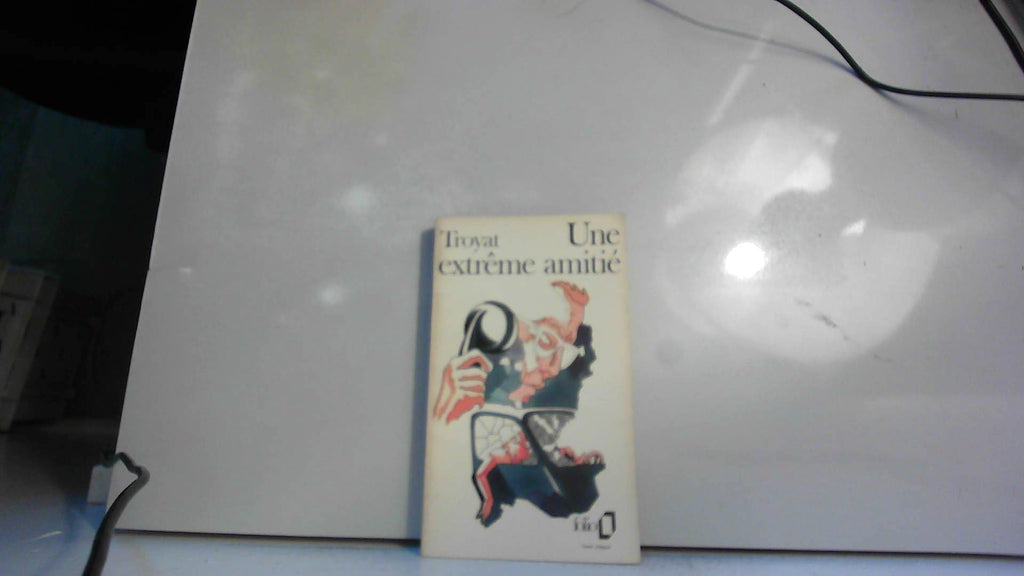 Troyat Une
extrême amitié
folio